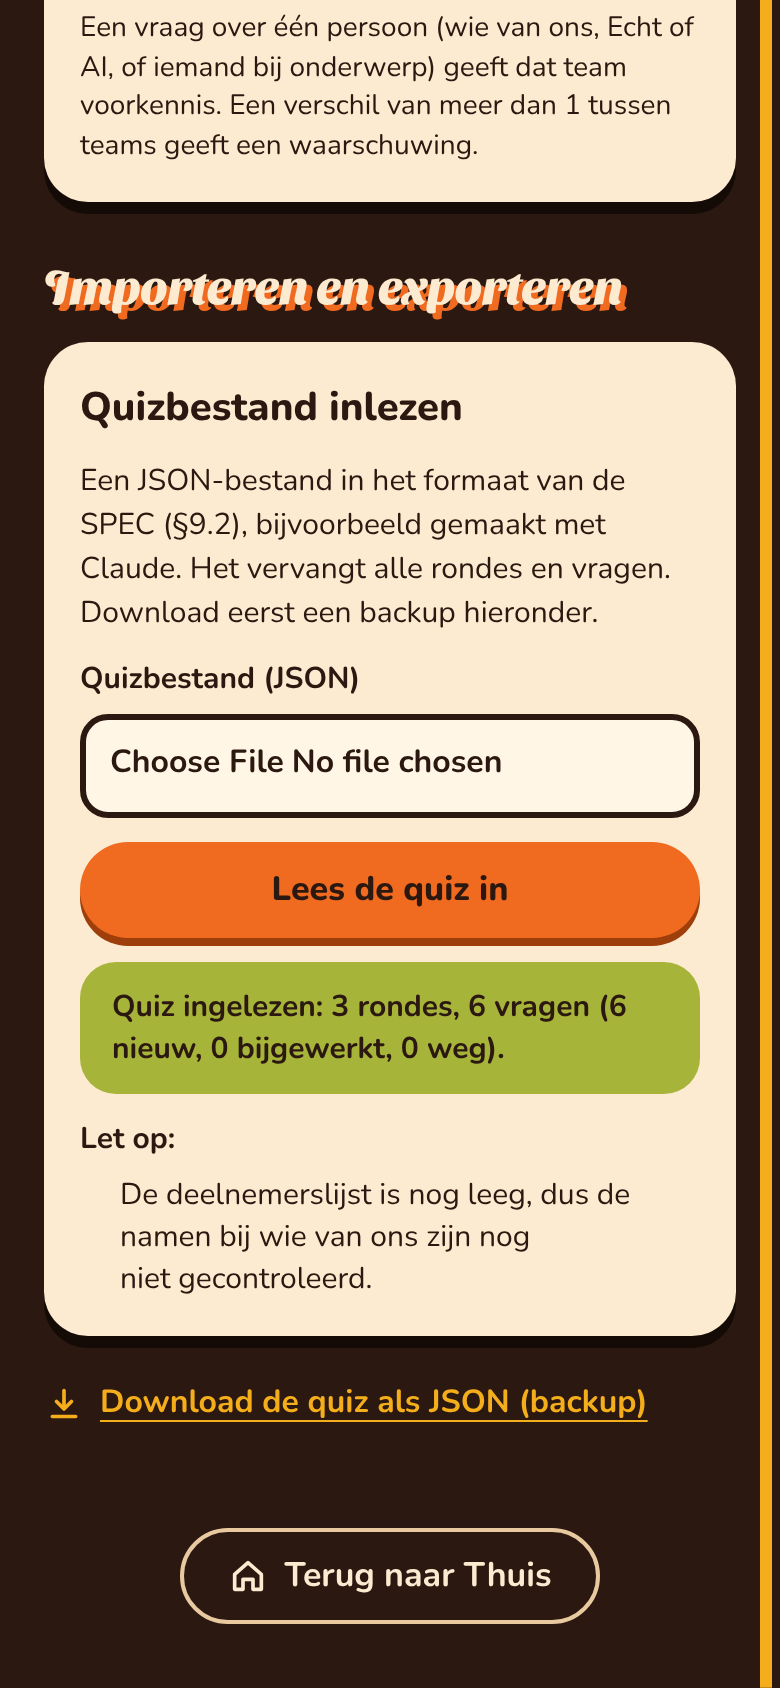 Een vraag over één persoon (wie van ons, Echt of
AI, of iemand bij onderwerp) geeft dat team
voorkennis. Een verschil van meer dan 1 tussen
teams geeft een waarschuwing.
Importeren en exporteren
Quizbestand inlezen
Een JSON-bestand in het formaat van de
SPEC (§9.2), bijvoorbeeld gemaakt met
Claude. Het vervangt alle rondes en vragen.
Download eerst een backup hieronder.
Quizbestand (JSON)
Choose File No file chosen
Lees de quiz in
Quiz ingelezen: 3 rondes, 6 vragen (6
nieuw, 0 bijgewerkt, 0 weg).
Let op:
De deelnemerslijst is nog leeg, dus de
namen bij wie van ons zijn nog
niet gecontroleerd.
Download de quiz als JSON (backup)
Terug naar Thuis